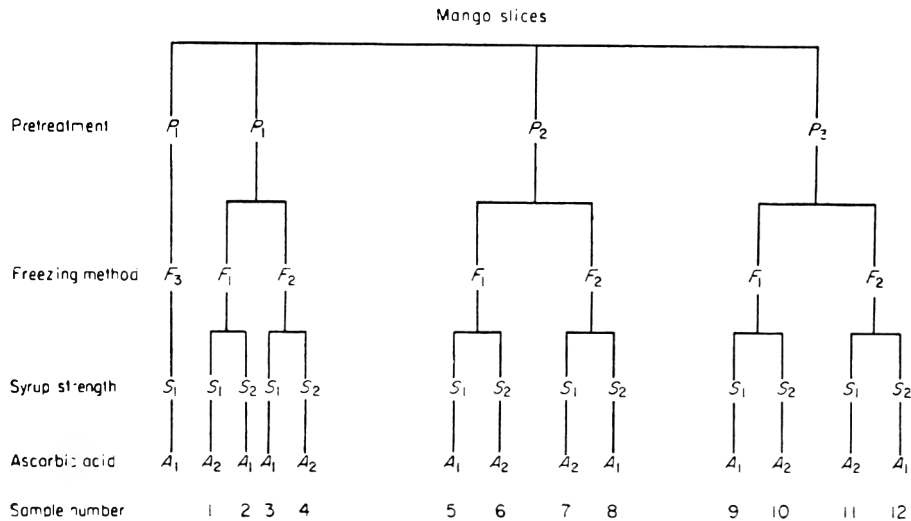 Mango slices
Pretreatment P₁ P₁ P₂ P₃
Freezing method F₃ F₁ F₂ F₁ F₂ F₁ F₂
Syrup strength S₁ S₁ S₂ S₁ S₂ S₁ S₂ S₁ S₂ S₁ S₂ S₁ S₂
Ascorbic acid A₁ A₂ A₁ A₁ A₂ A₁ A₂ A₂ A₁ A₁ A₂ A₂ A₁
Sample number 1 2 3 4 5 6 7 8 9 10 11 12